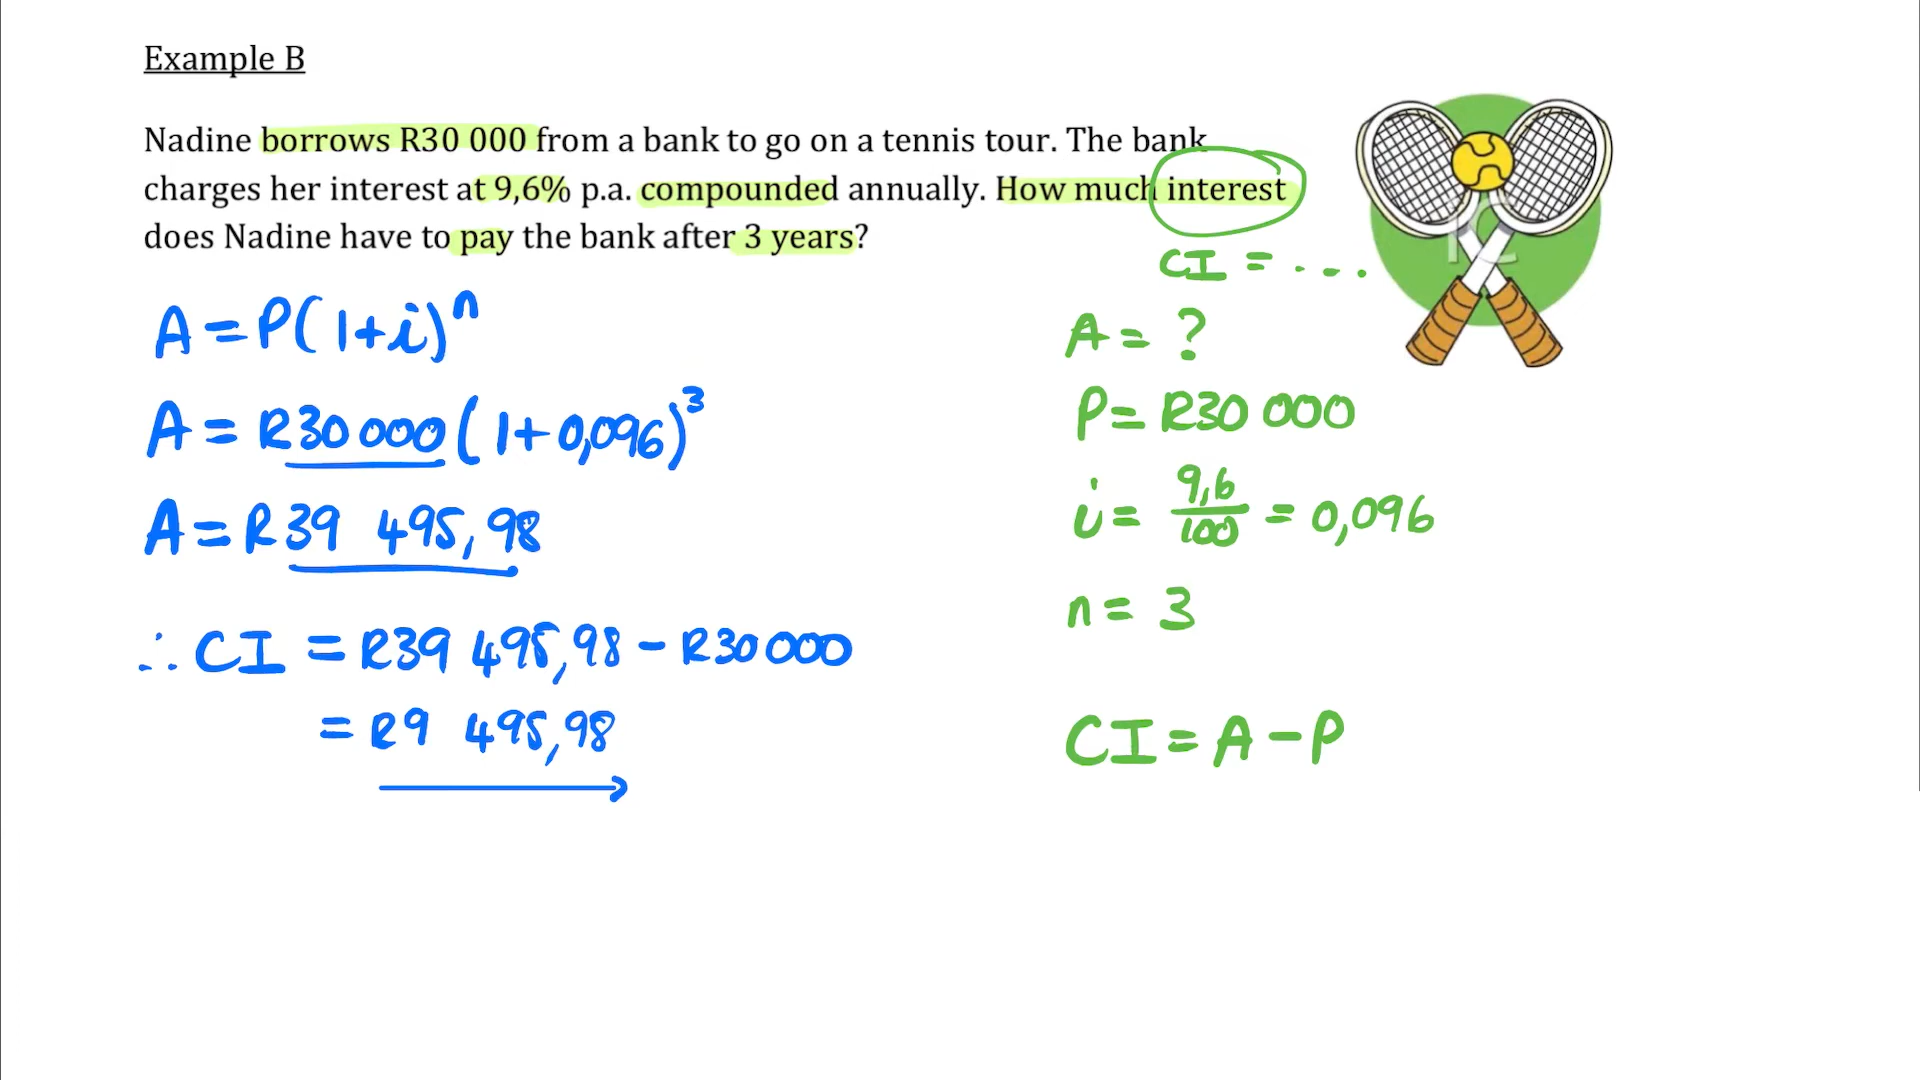 Example B
Nadine borrows R30 000 from a bank to go on a tennis tour. The bank
charges her interest at 9,6% p.a. compounded annually. How much interest
does Nadine have to pay the bank after 3 years?
CI = ...
A = P(1+i)^n
A = R30 000(1+0,096)^3
A = R39 495,98
∴ CI = R39 495,98 - R30 000
= R9 495,98
A = ?
P = R30 000
i = 9,6/100 = 0,096
n = 3
CI = A - P